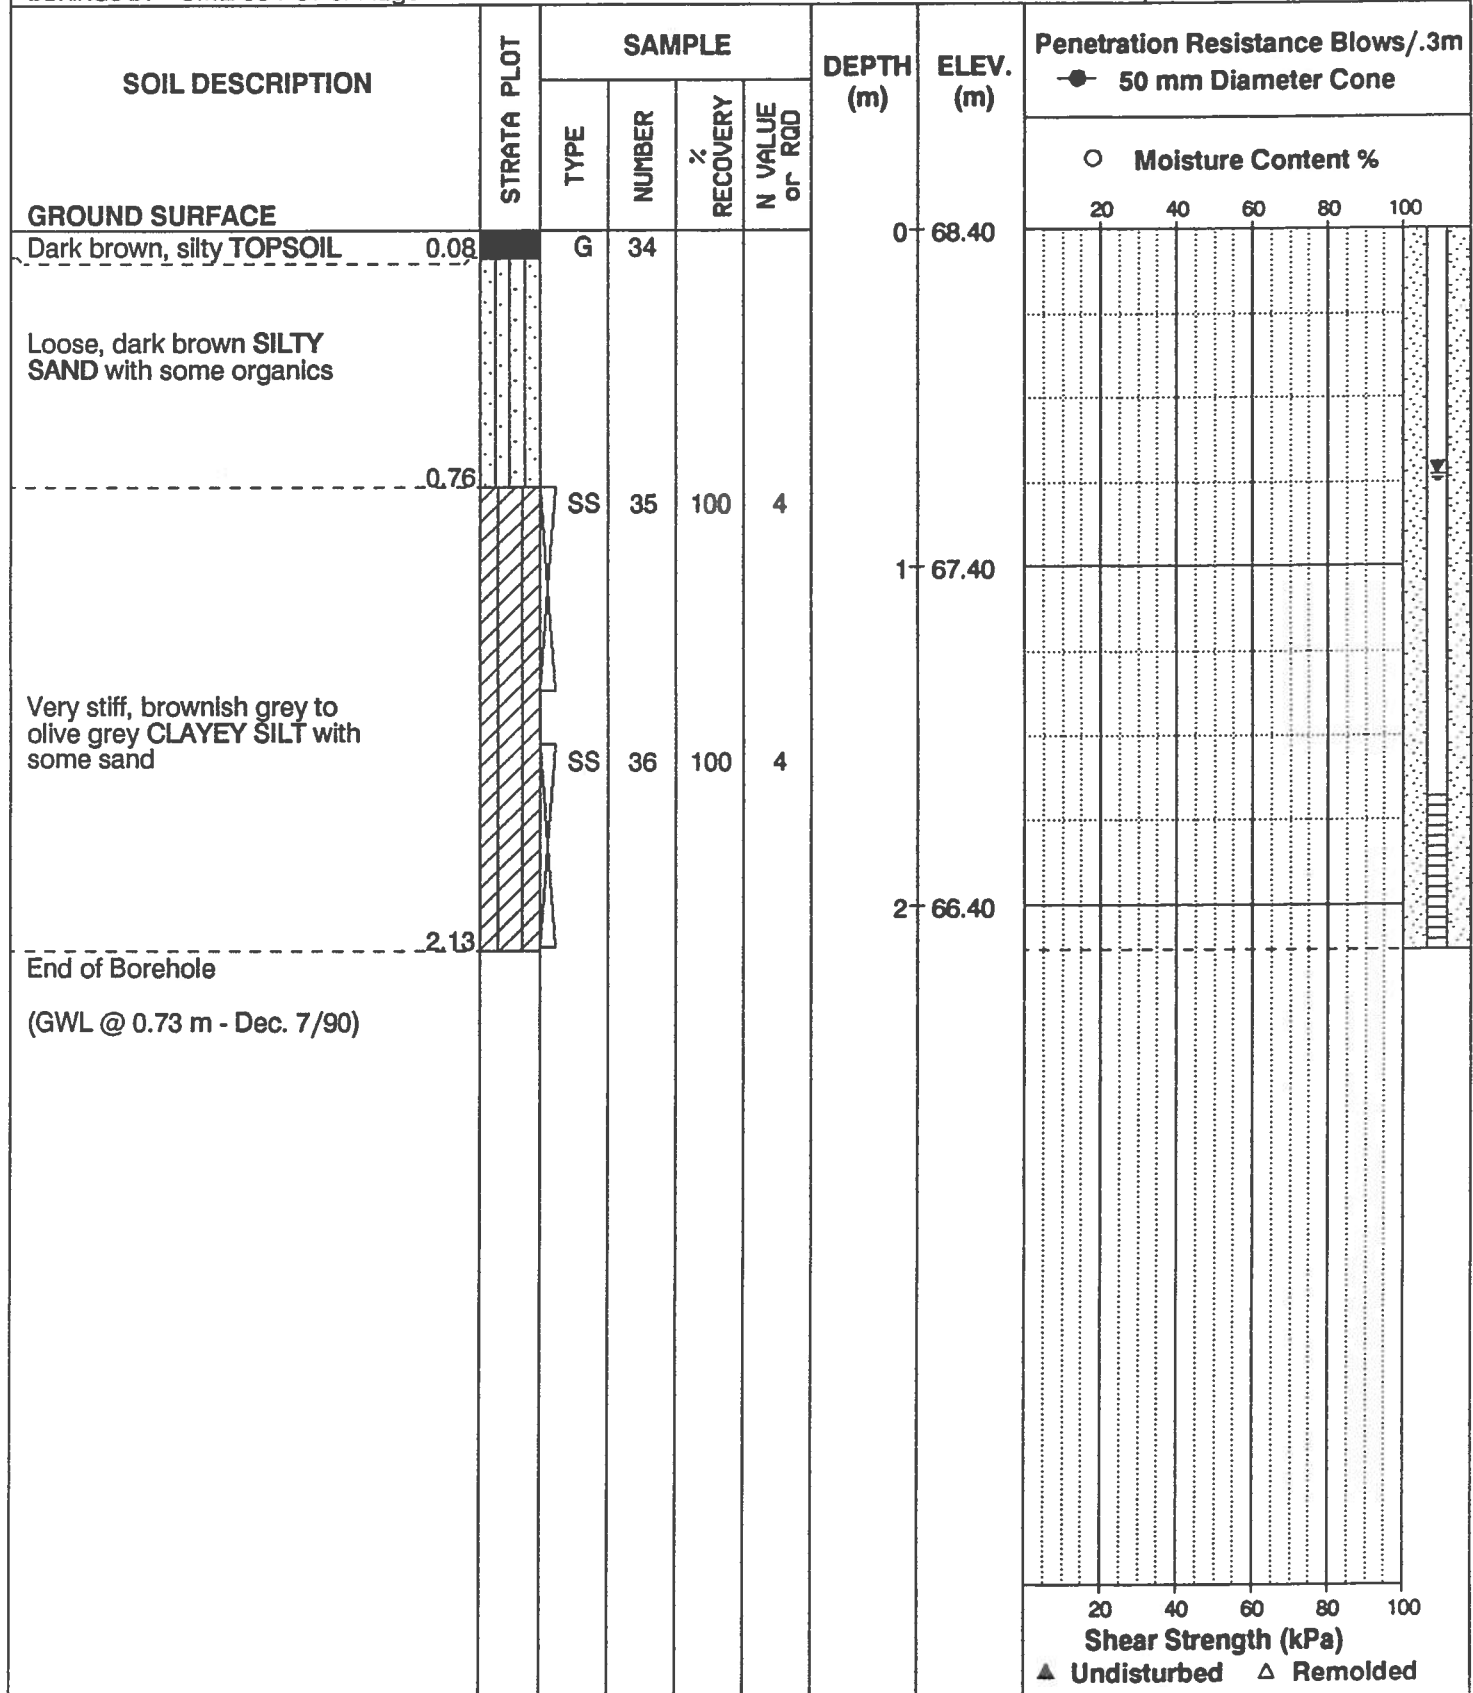 SOIL DESCRIPTION
STRATA PLOT
SAMPLE
TYPE
NUMBER
% RECOVERY
N VALUE or RQD
DEPTH (m)
ELEV. (m)
Penetration Resistance Blows/.3m
50 mm Diameter Cone
Moisture Content %
20 40 60 80 100
GROUND SURFACE
0 68.40
Dark brown, silty TOPSOIL 0.08 G 34
Loose, dark brown SILTY
SAND with some organics
0.76
SS 35 100 4
1 67.40
Very stiff, brownish grey to
olive grey CLAYEY SILT with
some sand
SS 36 100 4
2 66.40
2.13
End of Borehole
(GWL @ 0.73 m - Dec. 7/90)
20 40 60 80 100
Shear Strength (kPa)
Undisturbed Remolded